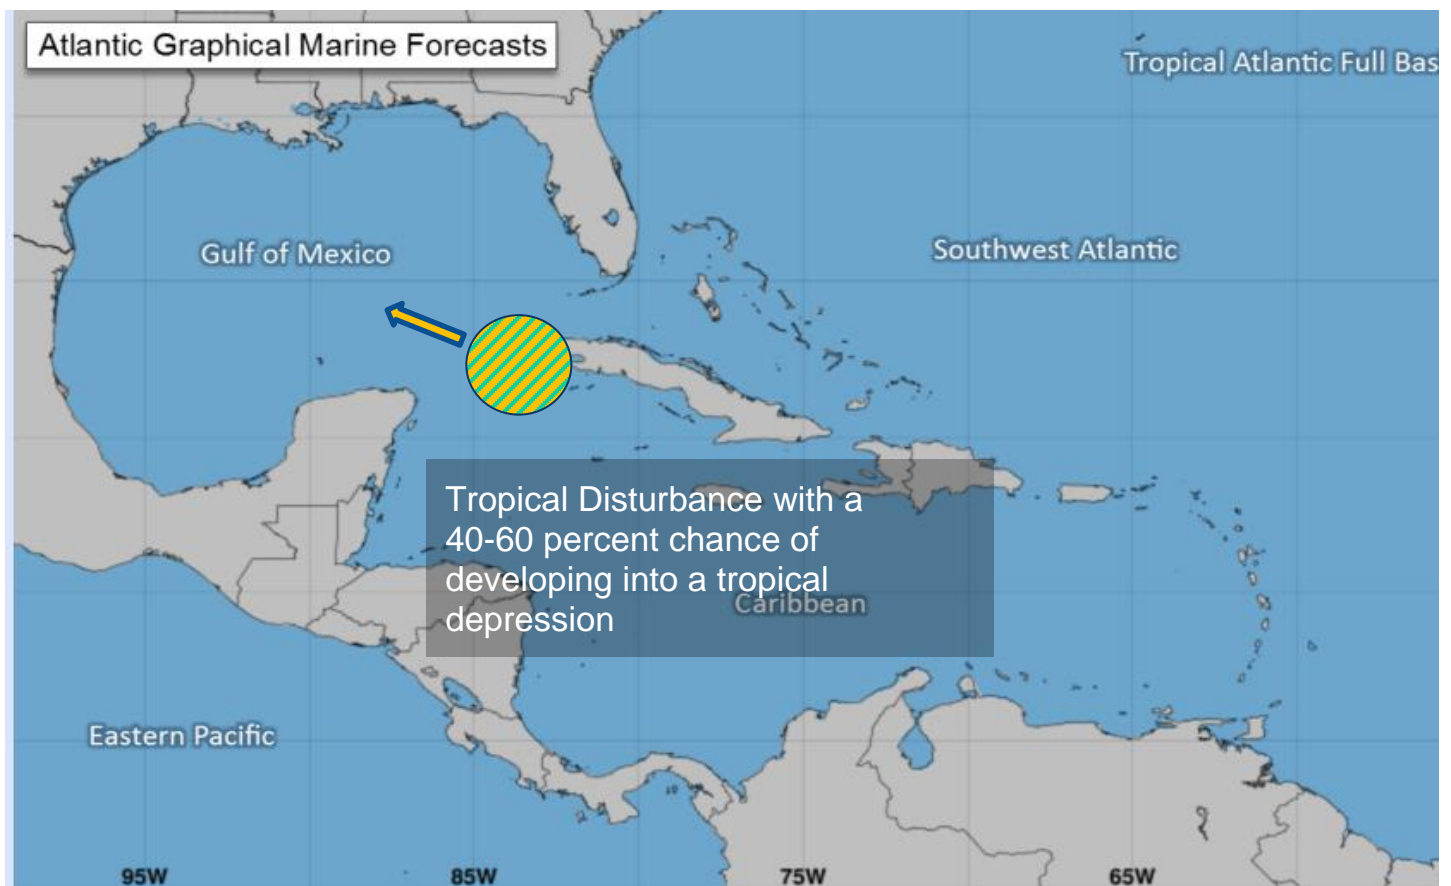 Atlantic Graphical Marine Forecasts
Tropical Atlantic Full Bas
Gulf of Mexico
Southwest Atlantic
Tropical Disturbance with a
40-60 percent chance of
developing into a tropical
depression
Caribbean
Eastern Pacific
95W
85W
75W
65W